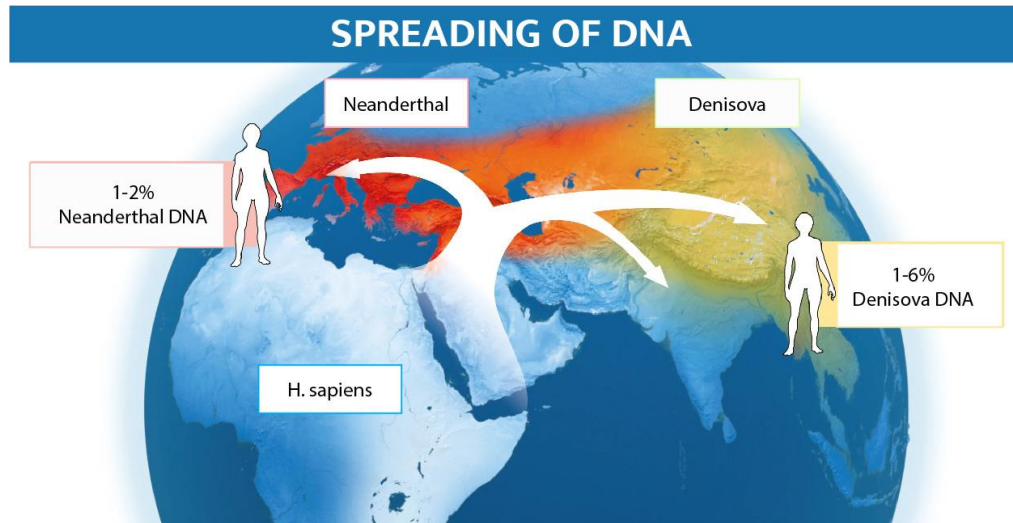 SPREADING OF DNA
Neanderthal
Denisova
1-2%
Neanderthal DNA
1-6%
Denisova DNA
H. sapiens